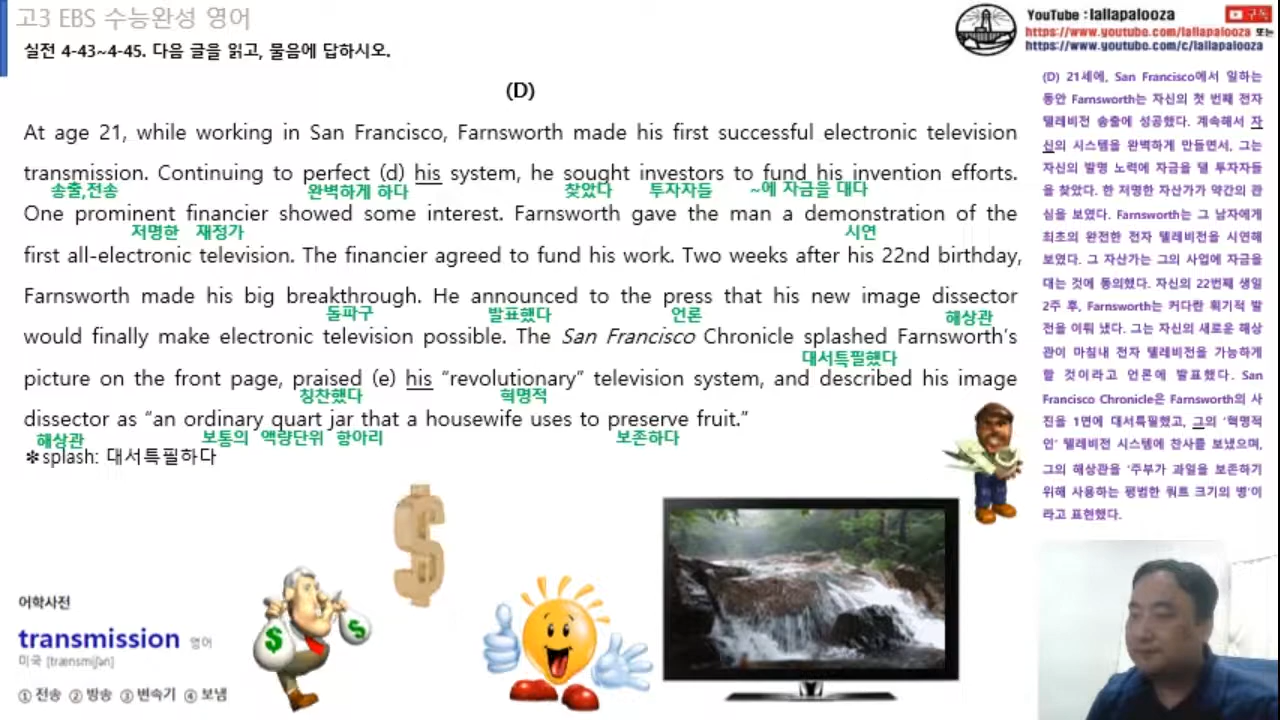 고3 EBS 수능완성 영어
실전 4-43~4-45. 다음 글을 읽고, 물음에 답하시오.
YouTube : lallapalooza
구독
https://www.youtube.com/lallapalooza 또는
https://www.youtube.com/c/lallapalooza
(D)
At age 21, while working in San Francisco, Farnsworth made his first successful electronic television
transmission. Continuing to perfect (d) his system, he sought investors to fund his invention efforts.
송출,전송 완벽하게 하다 찾았다 투자자들 ~에 자금을 대다
One prominent financier showed some interest. Farnsworth gave the man a demonstration of the
저명한 재정가 시연
first all-electronic television. The financier agreed to fund his work. Two weeks after his 22nd birthday,
Farnsworth made his big breakthrough. He announced to the press that his new image dissector
돌파구 발표했다 언론 해상관
would finally make electronic television possible. The San Francisco Chronicle splashed Farnsworth's
대서특필했다
picture on the front page, praised (e) his “revolutionary” television system, and described his image
칭찬했다 혁명적
dissector as “an ordinary quart jar that a housewife uses to preserve fruit.”
해상관 보통의 액량단위 항아리 보존하다
✻splash: 대서특필하다
(D) 21세에, San Francisco에서 일하는
동안 Farnsworth는 자신의 첫 번째 전자
텔레비전 송출에 성공했다. 계속해서 자
신의 시스템을 완벽하게 만들면서, 그는
자신의 발명 노력에 자금을 댈 투자자들
을 찾았다. 한 저명한 자산가가 약간의 관
심을 보였다. Farnsworth는 그 남자에게
최초의 완전한 전자 텔레비전을 시연해
보였다. 그 자산가는 그의 사업에 자금을
대는 것에 동의했다. 자신의 22번째 생일
2주 후, Farnsworth는 커다란 획기적 발
전을 이뤄 냈다. 그는 자신의 새로운 해상
관이 마침내 전자 텔레비전을 가능하게
할 것이라고 언론에 발표했다. San
Francisco Chronicle은 Farnsworth의 사
진을 1면에 대서특필했고, 그의 ‘혁명적
인’ 텔레비전 시스템에 찬사를 보냈으며,
그의 해상관을 ‘주부가 과일을 보존하기
위해 사용하는 평범한 쿼트 크기의 병’이
라고 표현했다.
어학사전
transmission 영어
미국 [trænsmiʃən]
① 전송 ② 방송 ③ 변속기 ④ 보냄
$
$ $